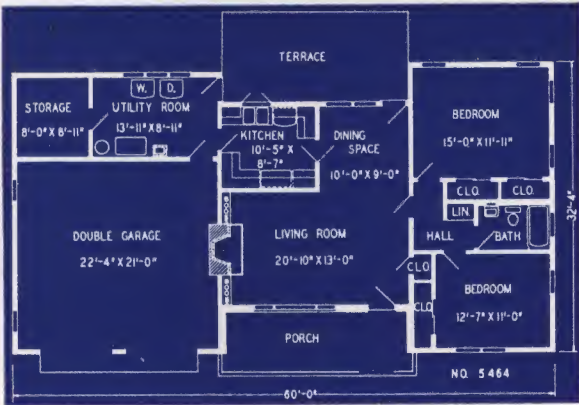 TERRACE
W.
D.
STORAGE
8'-0" X 8'-11"
UTILITY ROOM
13'-11" X 8'-11"
KITCHEN
10'-5" X
8'-7"
DINING
SPACE
10'-0" X 9'-0"
BEDROOM
15'-0" X 11'-11"
CLO.
CLO.
LIN.
HALL
BATH
32'-4"
DOUBLE GARAGE
22'-4" X 21'-0"
LIVING ROOM
20'-10" X 13'-0"
CLO
CLO.
BEDROOM
12'-7" X 11'-0"
PORCH
NO. 5464
60'-0"